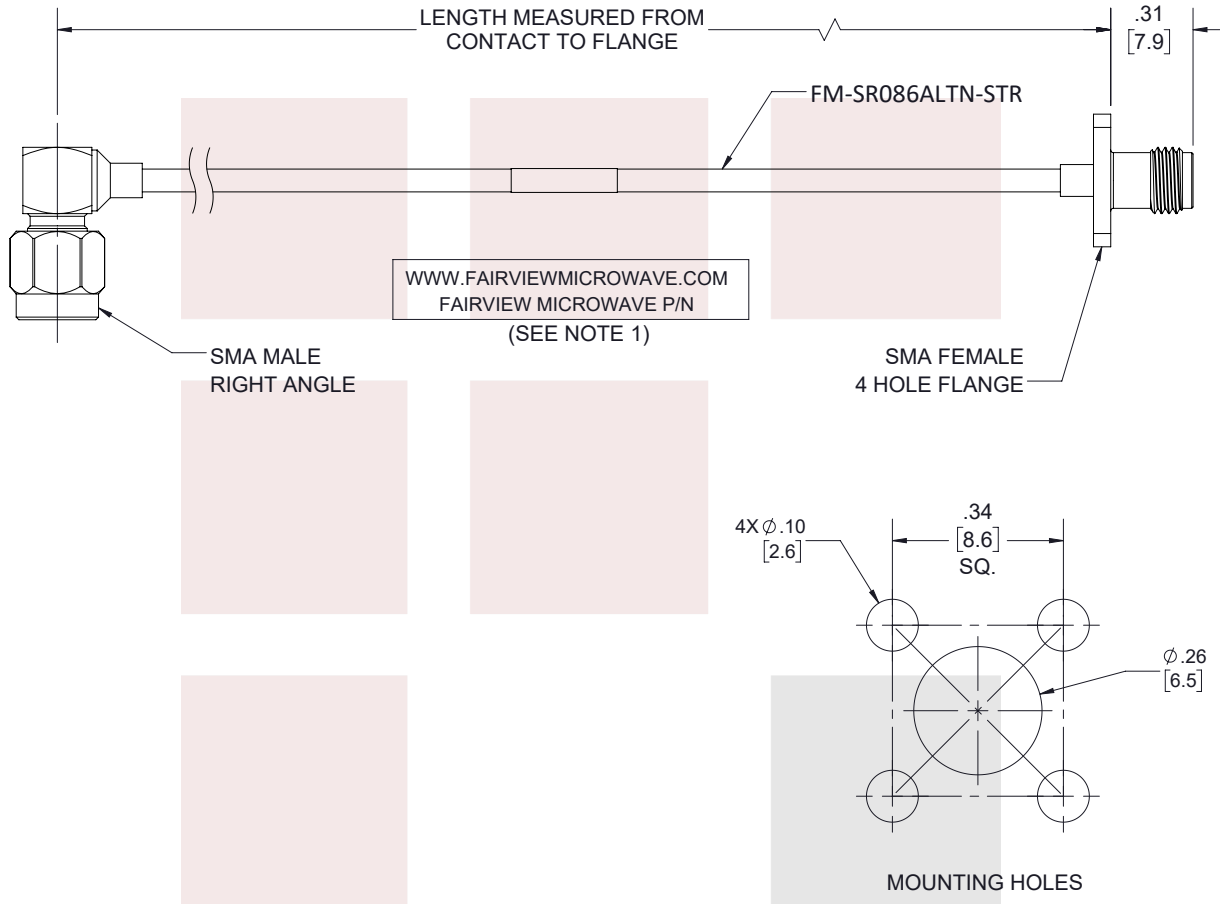 LENGTH MEASURED FROM
CONTACT TO FLANGE
.31
[7.9]
FM-SR086ALTN-STR
WWW.FAIRVIEWMICROWAVE.COM
FAIRVIEW MICROWAVE P/N
(SEE NOTE 1)
SMA MALE
RIGHT ANGLE
SMA FEMALE
4 HOLE FLANGE
4X ∅ .10
[2.6]
.34
[8.6]
SQ.
∅ .26
[6.5]
MOUNTING HOLES